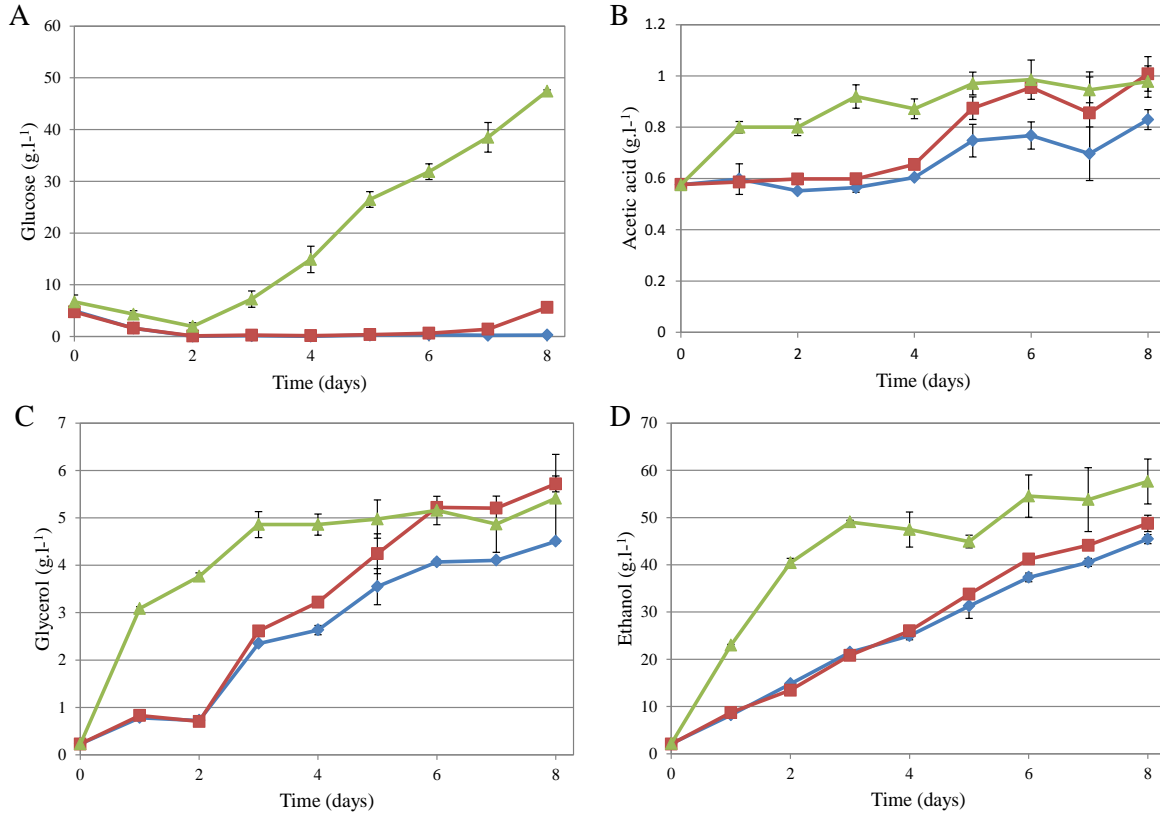 A
60
50
40
30
20
10
0
Glucose (g.l-¹)
0 2 4 6 8
Time (days)
B
1.2
1
0.8
0.6
0.4
0.2
0
Acetic acid (g.l-¹)
0 2 4 6 8
Time (days)
C
7
6
5
4
3
2
1
0
Glycerol (g.l-¹)
0 2 4 6 8
Time (days)
D
70
60
50
40
30
20
10
0
Ethanol (g.l-¹)
0 2 4 6 8
Time (days)